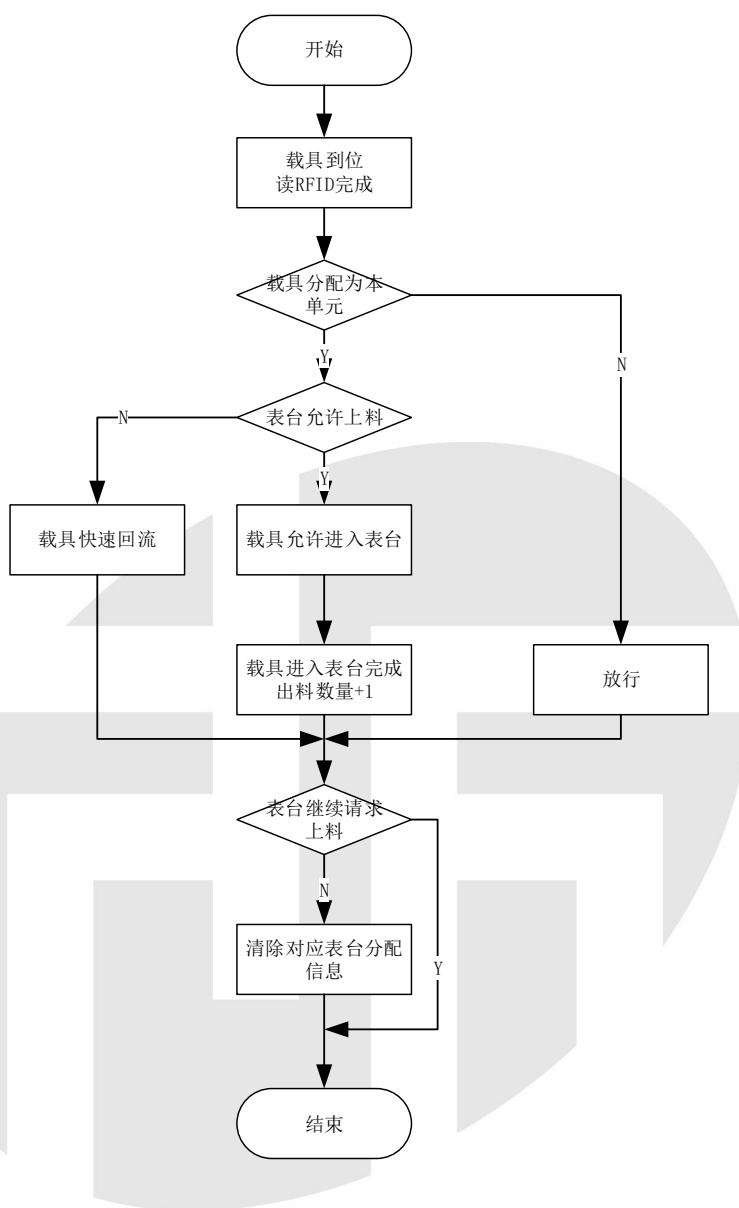 开始
载具到位
读RFID完成
载具分配为本
单元
Y
N
表台允许上料
N
Y
载具快速回流
载具允许进入表台
载具进入表台完成
出料数量+1
放行
表台继续请求
上料
N
Y
清除对应表台分配
信息
结束